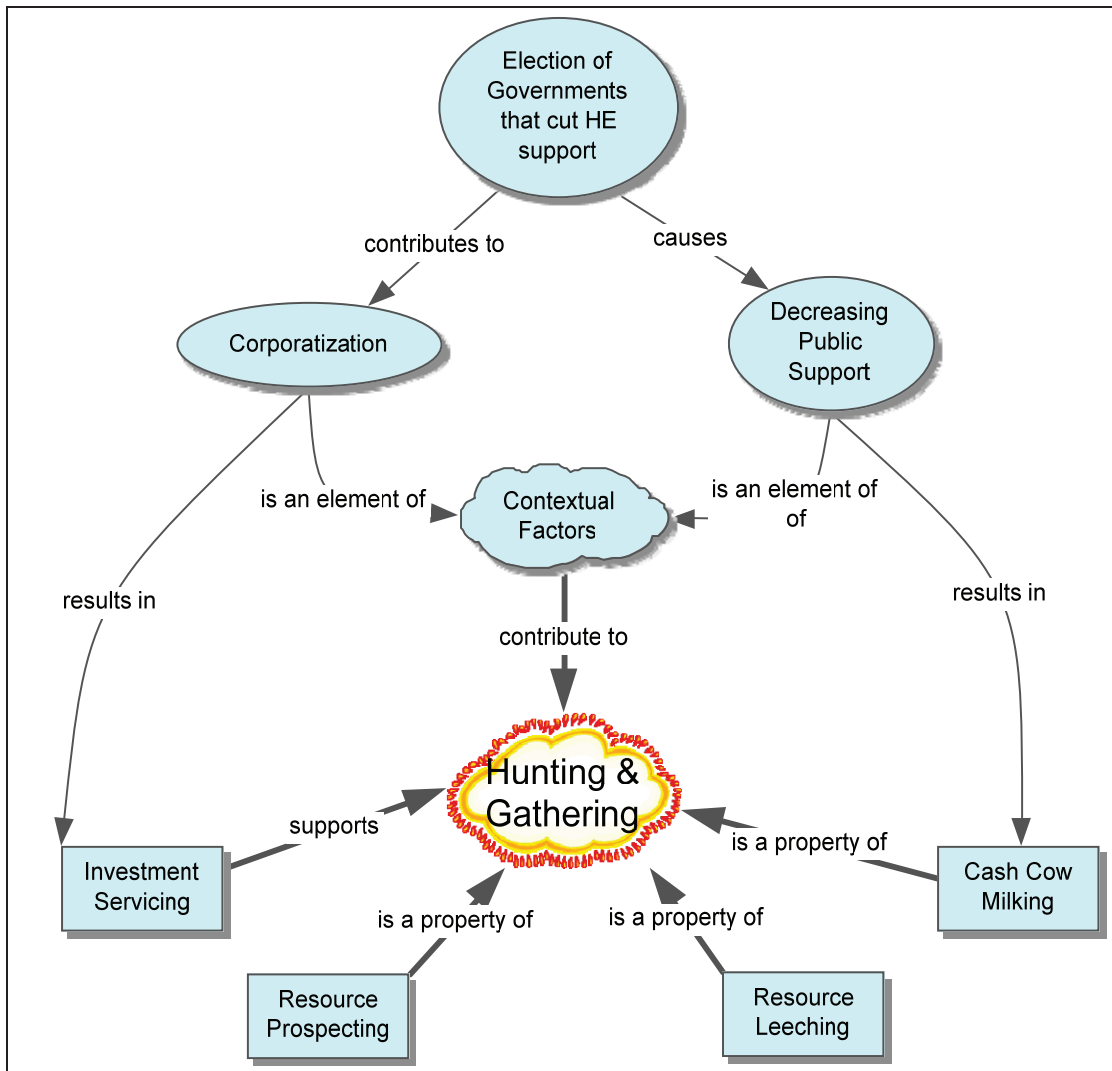 Election of
Governments
that cut HE
support
contributes to
causes
Corporatization
Decreasing
Public
Support
is an element of
Contextual
Factors
is an element of
of
results in
contribute to
results in
Hunting &
Gathering
supports
is a property of
Investment
Servicing
Cash Cow
Milking
is a property of
is a property of
Resource
Prospecting
Resource
Leeching